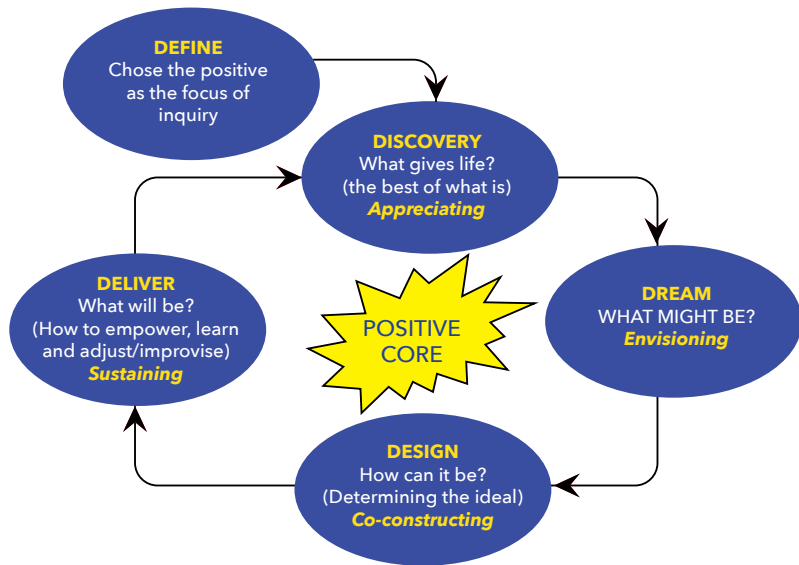 DEFINE
Chose the positive
as the focus of
inquiry
DISCOVERY
What gives life?
(the best of what is)
Appreciating
DREAM
WHAT MIGHT BE?
Envisioning
DESIGN
How can it be?
(Determining the ideal)
Co-constructing
DELIVER
What will be?
(How to empower, learn
and adjust/improvise)
Sustaining
POSITIVE
CORE